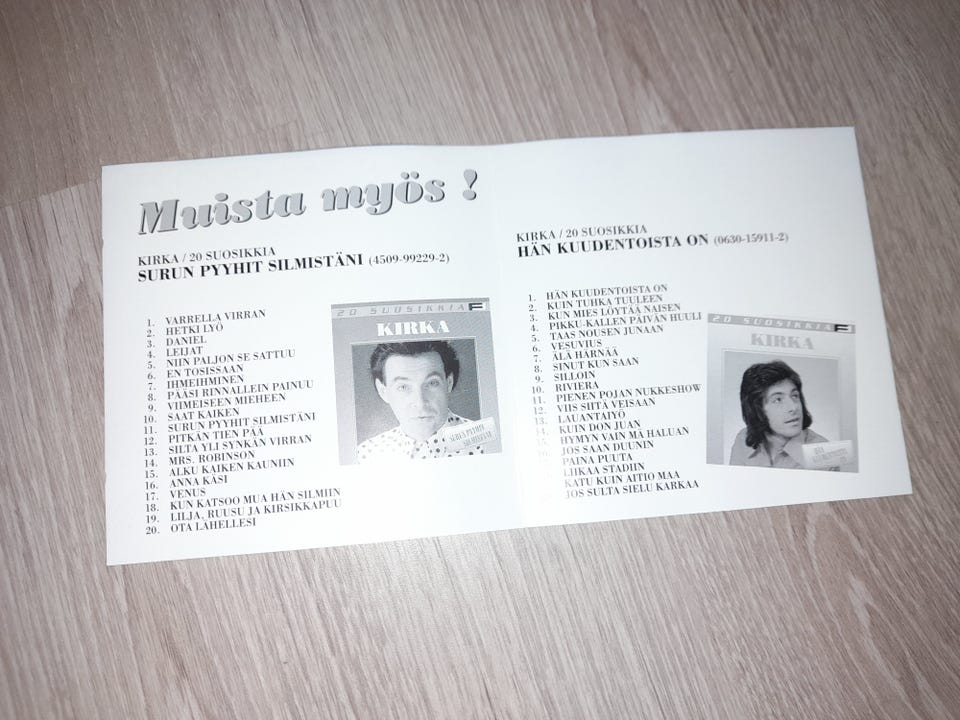 Muista myös !
KIRKA / 20 SUOSIKKIA
SURUN PYYHIT SILMISTÄNI (4509-99229-2)
1. VARRELLA VIRRAN
2. HETKI LYÖ
3. DANIEL
4. LEIJAT
5. NIIN PALJON SE SATTUU
6. EN TOSISSAAN
7. IHMEIHMINEN
8. PÄÄSI RINNALLEIN PAINUU
9. VIIMEISEEN MIEHEEN
10. SAAT KAIKEN
11. SURUN PYYHIT SILMISTÄNI
12. PITKÄN TIEN PÄÄ
13. SILTA YLI SYNKÄN VIRRAN
14. MRS. ROBINSON
15. ALKU KAIKEN KAUNIIN
16. ANNA KÄSI
17. VENUS
18. KUN KATSOO MUA HÄN SILMIIN
19. LILJA, RUUSU JA KIRSIKKAPUU
20. OTA LÄHELLESI
20 SUOSIKKIA F
KIRKA
SURUN PYYHIT
SILMISTÄNI
KIRKA / 20 SUOSIKKIA
HÄN KUUDENTOISTA ON (0630-15911-2)
1. HÄN KUUDENTOISTA ON
2. KUIN TUHKA TUULEEN
3. KUN MIES LÖYTÄÄ NAISEN
4. PIKKU-KALLEN PÄIVÄN HUULI
5. TAAS NOUSEN JUNAAN
6. VESUVIUS
7. ÄLÄ HÄRNÄÄ
8. SINUT KUN SAAN
9. SILLOIN
10. RIVIERA
11. PIENEN POJAN NUKKESHOW
12. VIIS SIITÄ VEISAAN
13. LAUANTAIYÖ
14. KUIN DON JUAN
15. HYMYN VAIN MÄ HALUAN
16. JOS SAAN DUUNIN
PAINA PUUTA
LIIKAA STADIIN
KATU KUIN AITIO MAA
JOS SULTA SIELU KARKAA
20 SUOSIKKIA F
KIRKA
HÄN
KUUDENTOISTA
ON